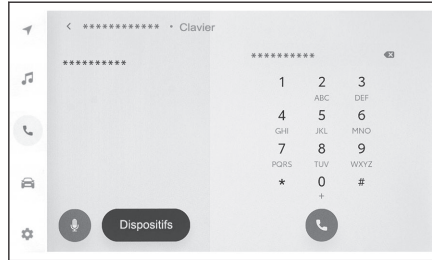 < ************ • Clavier
**********
**********
1 2 3
ABC DEF
4 5 6
GHI JKL MNO
7 8 9
PQRS TUV WXYZ
* 0 #
+
Dispositifs